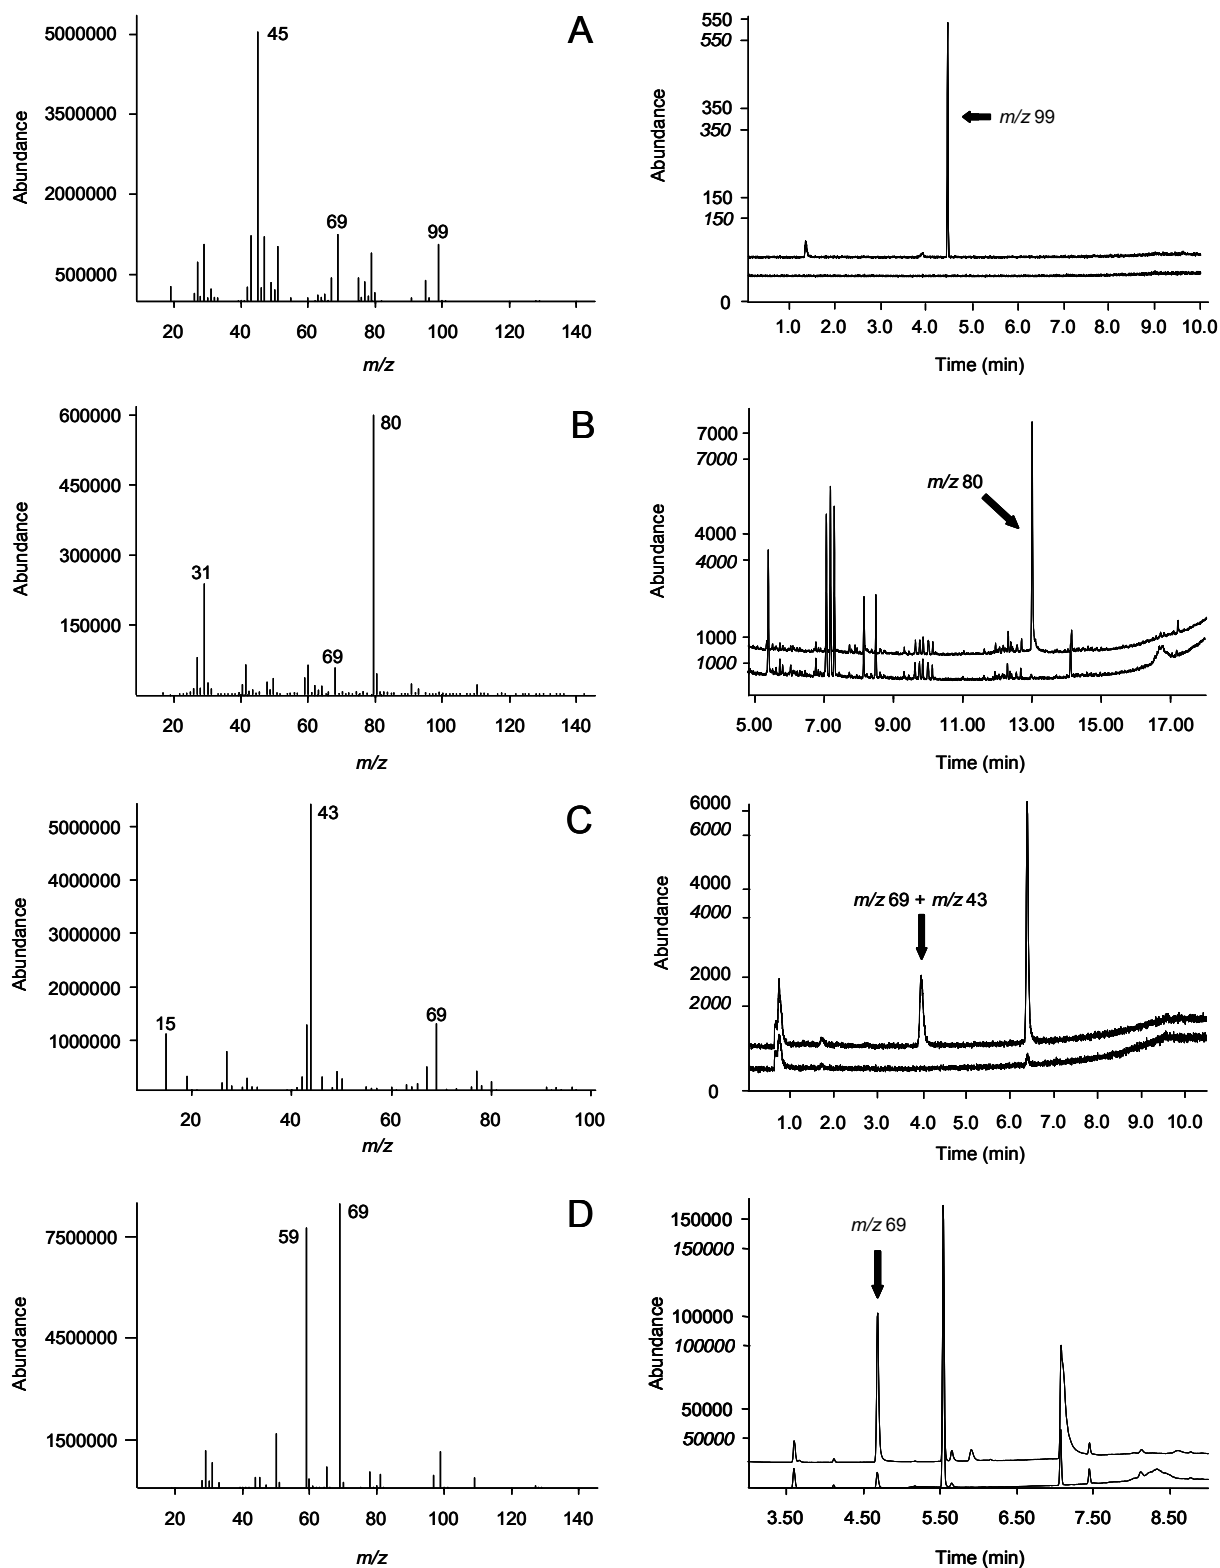 A
5000000
3500000
2000000
500000
Abundance
45
69
99
20 40 60 80 100 120 140
m/z
550
550
350
350
150
150
0
Abundance
m/z 99
1.0 2.0 3.0 4.0 5.0 6.0 7.0 8.0 9.0 10.0
Time (min)
B
600000
450000
300000
150000
Abundance
31
69
80
20 40 60 80 100 120 140
m/z
7000
7000
4000
4000
1000
1000
Abundance
m/z 80
5.00 7.00 9.00 11.00 13.00 15.00 17.00
Time (min)
C
5000000
4000000
3000000
2000000
1000000
Abundance
15
43
69
20 40 60 80 100
m/z
6000
6000
4000
4000
2000
2000
0
Abundance
m/z 69 + m/z 43
1.0 2.0 3.0 4.0 5.0 6.0 7.0 8.0 9.0 10.0
Time (min)
D
7500000
4500000
1500000
Abundance
59
69
20 40 60 80 100 120 140
m/z
150000
150000
100000
100000
50000
50000
Abundance
m/z 69
3.50 4.50 5.50 6.50 7.50 8.50
Time (min)